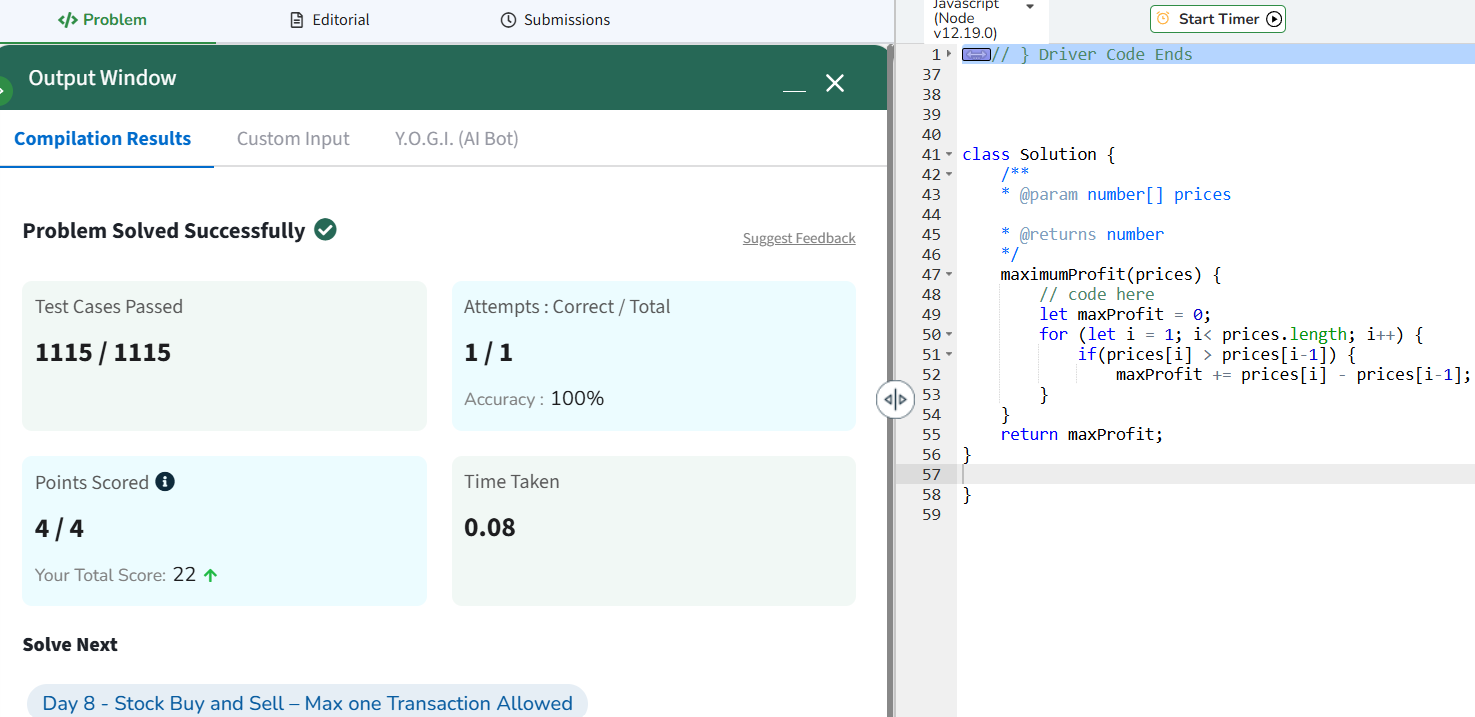 </> Problem
Editorial
Submissions
Output Window
Compilation Results
Custom Input
Y.O.G.I. (AI Bot)
Problem Solved Successfully
Suggest Feedback
Test Cases Passed
1115 / 1115
Attempts : Correct / Total
1 / 1
Accuracy : 100%
Points Scored
4 / 4
Your Total Score: 22
Time Taken
0.08
Solve Next
Day 8 - Stock Buy and Sell – Max one Transaction Allowed
Javascript
(Node
v12.19.0)
Start Timer
1 // } Driver Code Ends
37
38
39
40
41 class Solution {
42     /**
43     * @param number[] prices
44
45     * @returns number
46     */
47     maximumProfit(prices) {
48         // code here
49         let maxProfit = 0;
50         for (let i = 1; i< prices.length; i++) {
51             if(prices[i] > prices[i-1]) {
52                 maxProfit += prices[i] - prices[i-1];
53         }
54     }
55     return maxProfit;
56 }
57
58 }
59